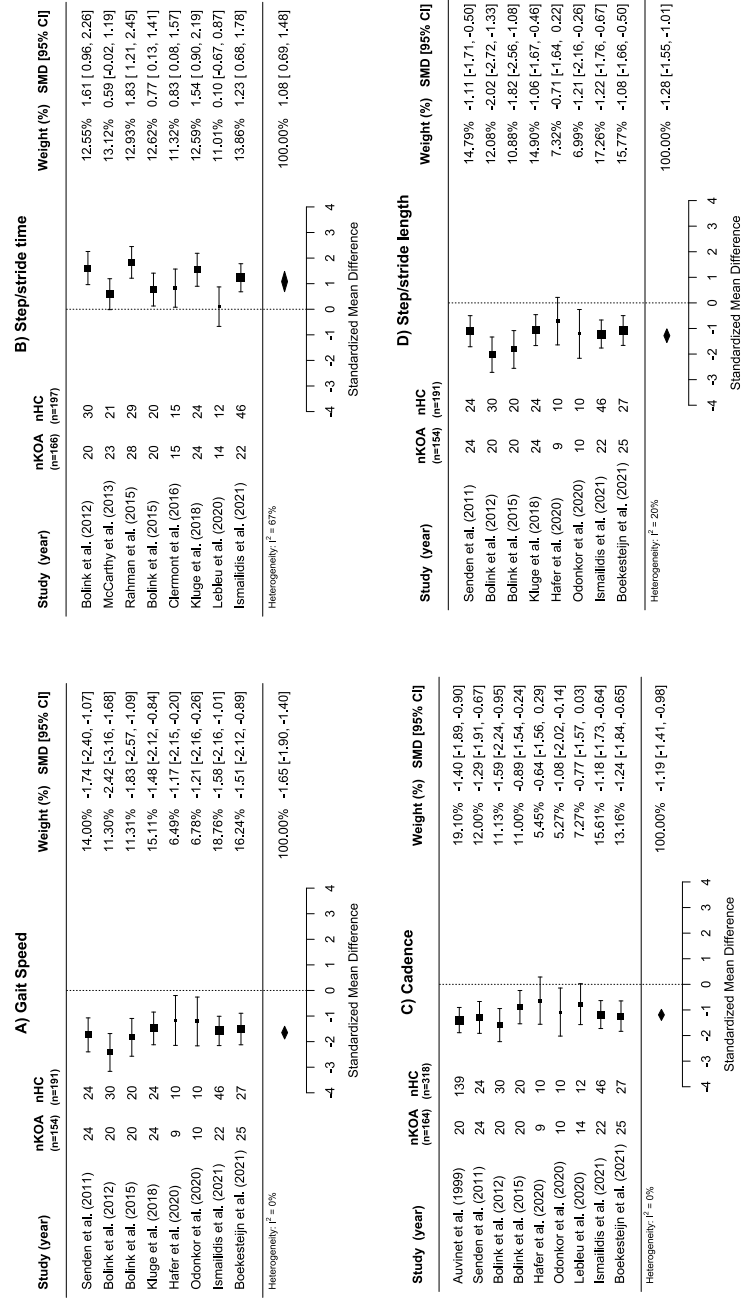 A) Gait Speed
Study (year) nKOA nHC Weight (%) SMD [95% CI]
(n=154) (n=191)
Senden et al. (2011) 24 24 14.00% -1.74 [-2.40, -1.07]
Bolink et al. (2012) 20 30 11.30% -2.42 [-3.16, -1.68]
Bolink et al. (2015) 20 20 11.31% -1.83 [-2.57, -1.09]
Kluge et al. (2018) 24 24 15.11% -1.48 [-2.12, -0.84]
Hafer et al. (2020) 9 10 6.49% -1.17 [-2.15, -0.20]
Odonkor et al. (2020) 10 10 6.78% -1.21 [-2.16, -0.26]
Ismailidis et al. (2021) 22 46 18.76% -1.58 [-2.16, -1.01]
Boekesteijn et al. (2021) 25 27 16.24% -1.51 [-2.12, -0.89]
Heterogeneity: I² = 0%
100.00% -1.65 [-1.90, -1.40]
-4 -3 -2 -1 0 1 2 3 4
Standardized Mean Difference
B) Step/stride time
Study (year) nKOA nHC Weight (%) SMD [95% CI]
(n=166) (n=197)
Bolink et al. (2012) 20 30 12.55% 1.61 [ 0.96, 2.26]
McCarthy et al. (2013) 23 21 13.12% 0.59 [-0.02, 1.19]
Rahman et al. (2015) 28 29 12.93% 1.83 [ 1.21, 2.45]
Bolink et al. (2015) 20 20 12.62% 0.77 [ 0.13, 1.41]
Clermont et al. (2016) 15 15 11.32% 0.83 [ 0.08, 1.57]
Kluge et al. (2018) 24 24 12.59% 1.54 [ 0.90, 2.19]
Lebleu et al. (2020) 14 12 11.01% 0.10 [-0.67, 0.87]
Ismailidis et al. (2021) 22 46 13.86% 1.23 [ 0.68, 1.78]
Heterogeneity: I² = 67%
100.00% 1.08 [ 0.69, 1.48]
-4 -3 -2 -1 0 1 2 3 4
Standardized Mean Difference
C) Cadence
Study (year) nKOA nHC Weight (%) SMD [95% CI]
(n=164) (n=318)
Auvinet et al. (1999) 20 139 19.10% -1.40 [-1.89, -0.90]
Senden et al. (2011) 24 24 12.00% -1.29 [-1.91, -0.67]
Bolink et al. (2012) 20 30 11.13% -1.59 [-2.24, -0.95]
Bolink et al. (2015) 20 20 11.00% -0.89 [-1.54, -0.24]
Hafer et al. (2020) 9 10 5.45% -0.64 [-1.56, 0.29]
Odonkor et al. (2020) 10 10 5.27% -1.08 [-2.02, -0.14]
Lebleu et al. (2020) 14 12 7.27% -0.77 [-1.57, 0.03]
Ismailidis et al. (2021) 22 46 15.61% -1.18 [-1.73, -0.64]
Boekesteijn et al. (2021) 25 27 13.16% -1.24 [-1.84, -0.65]
Heterogeneity: I² = 0%
100.00% -1.19 [-1.41, -0.98]
-4 -3 -2 -1 0 1 2 3 4
Standardized Mean Difference
D) Step/stride length
Study (year) nKOA nHC Weight (%) SMD [95% CI]
(n=154) (n=191)
Senden et al. (2011) 24 24 14.79% -1.11 [-1.71, -0.50]
Bolink et al. (2012) 20 30 12.08% -2.02 [-2.72, -1.33]
Bolink et al. (2015) 20 20 10.88% -1.82 [-2.56, -1.08]
Kluge et al. (2018) 24 24 14.90% -1.06 [-1.67, -0.46]
Hafer et al. (2020) 9 10 7.32% -0.71 [-1.64, 0.22]
Odonkor et al. (2020) 10 10 6.99% -1.21 [-2.16, -0.26]
Ismailidis et al. (2021) 22 46 17.26% -1.22 [-1.76, -0.67]
Boekesteijn et al. (2021) 25 27 15.77% -1.08 [-1.66, -0.50]
Heterogeneity: I² = 20%
100.00% -1.28 [-1.55, -1.01]
-4 -3 -2 -1 0 1 2 3 4
Standardized Mean Difference